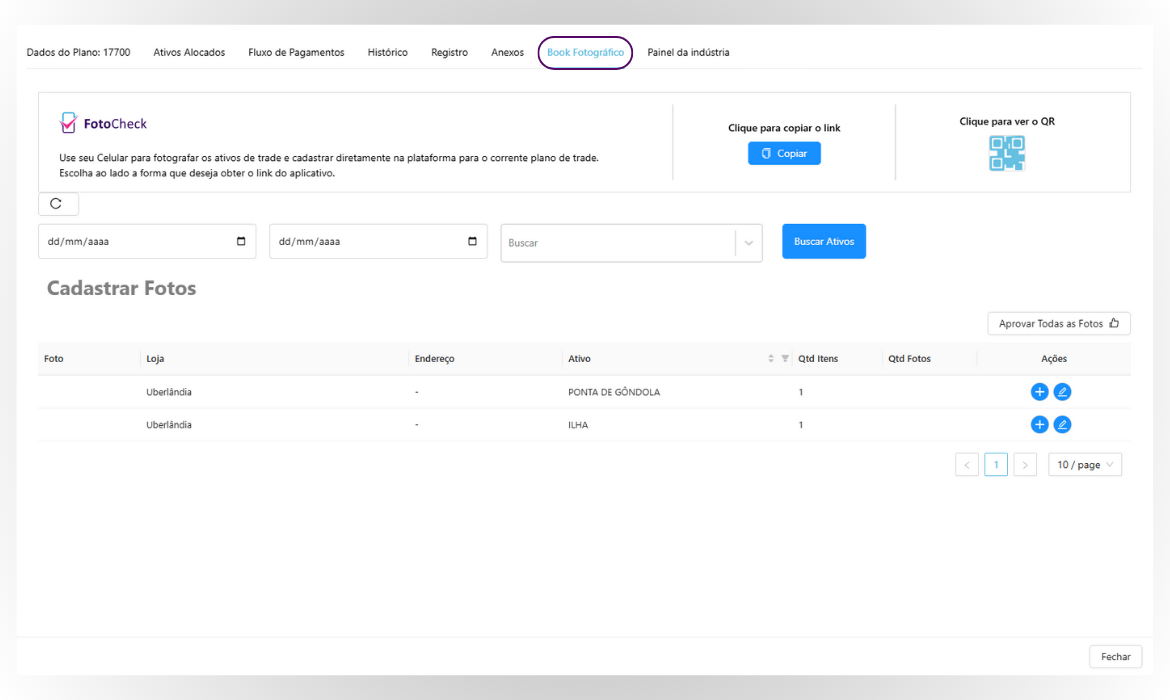 Dados do Plano: 17700 Ativos Alocados Fluxo de Pagamentos Histórico Registro Anexos Book Fotográfico Painel da indústria
FotoCheck
Use seu Celular para fotografar os ativos de trade e cadastrar diretamente na plataforma para o corrente plano de trade.
Escolha ao lado a forma que deseja obter o link do aplicativo.
Clique para copiar o link
Copiar
Clique para ver o QR
dd/mm/aaaa dd/mm/aaaa Buscar Buscar Ativos
Cadastrar Fotos
Aprovar Todas as Fotos
Foto Loja Endereço Ativo Qtd Itens Qtd Fotos Ações
Uberlândia - PONTA DE GÔNDOLA 1
Uberlândia - ILHA 1
< 1 > 10 / page
Fechar